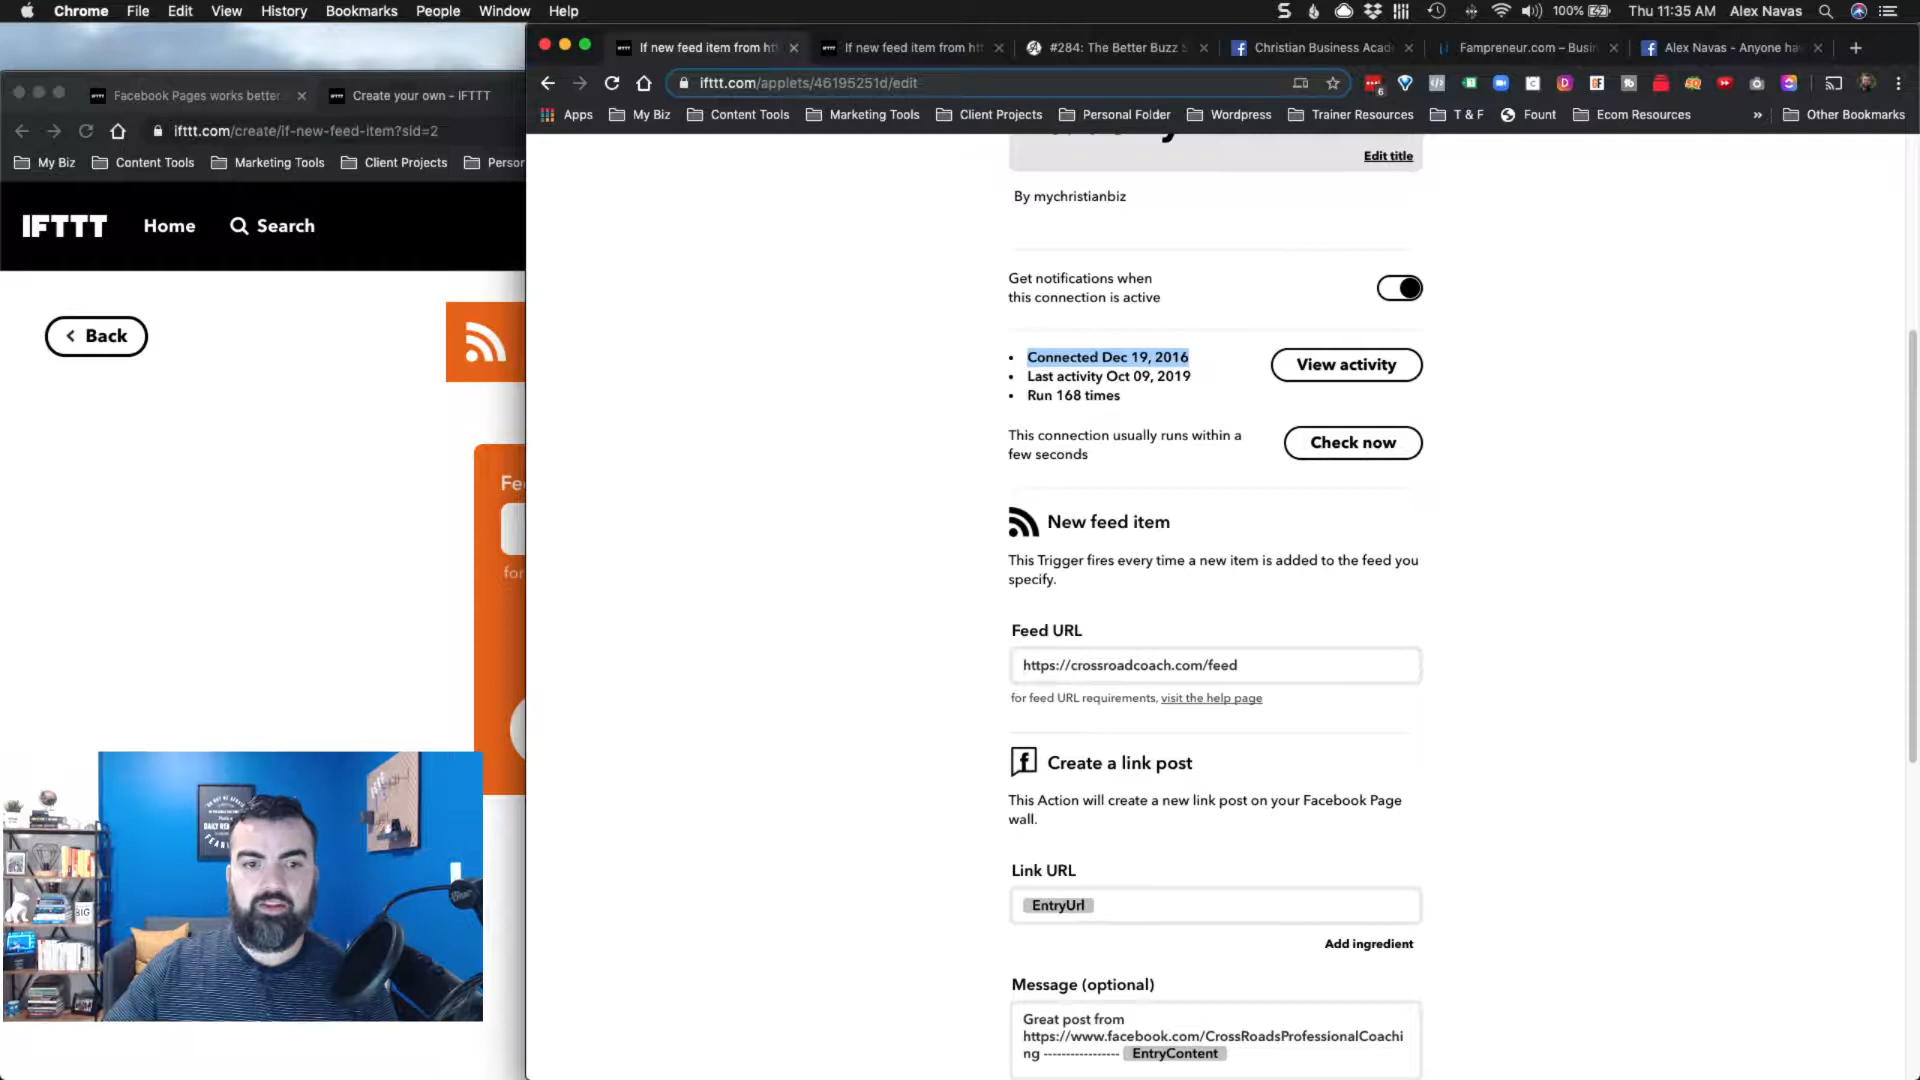 Chrome File Edit View History Bookmarks People Window Help
100% Thu 11:35 AM Alex Navas
If new feed item from htt
If new feed item from htt
#284: The Better Buzz
Christian Business Acad
Fampreneur.com – Busin
Alex Navas - Anyone ha
ifttt.com/applets/46195251d/edit
6
Apps My Biz Content Tools Marketing Tools Client Projects Personal Folder Wordpress Trainer Resources T & F Fount Ecom Resources » Other Bookmarks
Facebook Pages works better
Create your own - IFTTT
ifttt.com/create/if-new-feed-item?sid=2
My Biz Content Tools Marketing Tools Client Projects Perso
IFTTT Home Search
Back
Fe
for
Edit title
By mychristianbiz
Get notifications when
this connection is active
Connected Dec 19, 2016
Last activity Oct 09, 2019
Run 168 times
View activity
This connection usually runs within a
few seconds
Check now
New feed item
This Trigger fires every time a new item is added to the feed you
specify.
Feed URL
https://crossroadcoach.com/feed
for feed URL requirements, visit the help page
Create a link post
This Action will create a new link post on your Facebook Page
wall.
Link URL
EntryUrl
Add ingredient
Message (optional)
Great post from
https://www.facebook.com/CrossRoadsProfessionalCoachi
ng ----------------- EntryContent
BIG